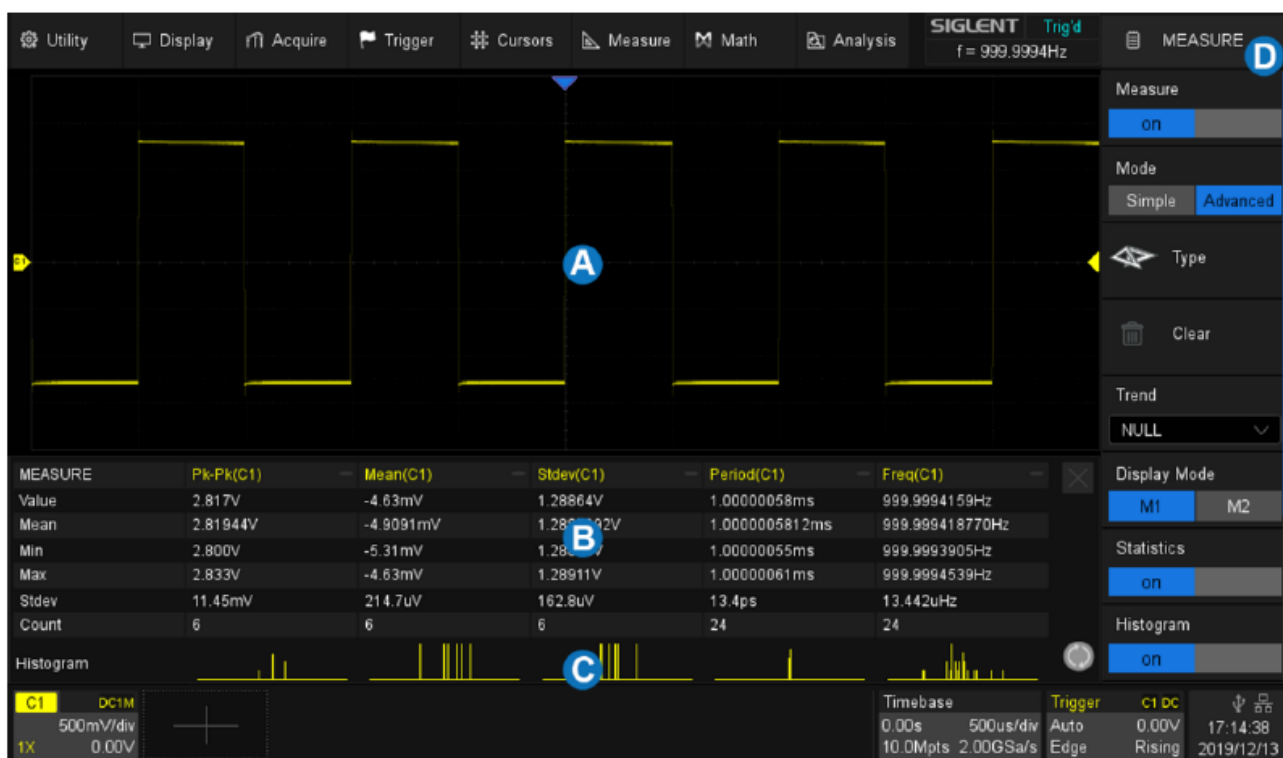 Utility Display Acquire Trigger Cursors Measure Math Analysis
SIGLENT Trig'd
f = 999.9994Hz
MEASURE
D
Measure
on
Mode
Simple Advanced
Type
Clear
Trend
NULL
Display Mode
M1 M2
Statistics
on
Histogram
on
A
C1
MEASURE Pk-Pk(C1) Mean(C1) Stdev(C1) Period(C1) Freq(C1)
Value 2.817V -4.63mV 1.28864V 1.00000058ms 999.9994159Hz
Mean 2.81944V -4.9091mV 1.0000005812ms 999.999418770Hz
B
Min 2.800V -5.31mV 1.00000055ms 999.9993905Hz
Max 2.833V -4.63mV 1.28911V 1.00000061ms 999.9994539Hz
Stdev 11.45mV 214.7uV 162.8uV 13.4ps 13.442uHz
Count 6 6 6 24 24
Histogram
C
C1 DC1M
500mV/div
1X 0.00V
Timebase
0.00s 500us/div
10.0Mpts 2.00GSa/s
Trigger C1 DC
Auto 0.00V
Edge Rising
17:14:38
2019/12/13